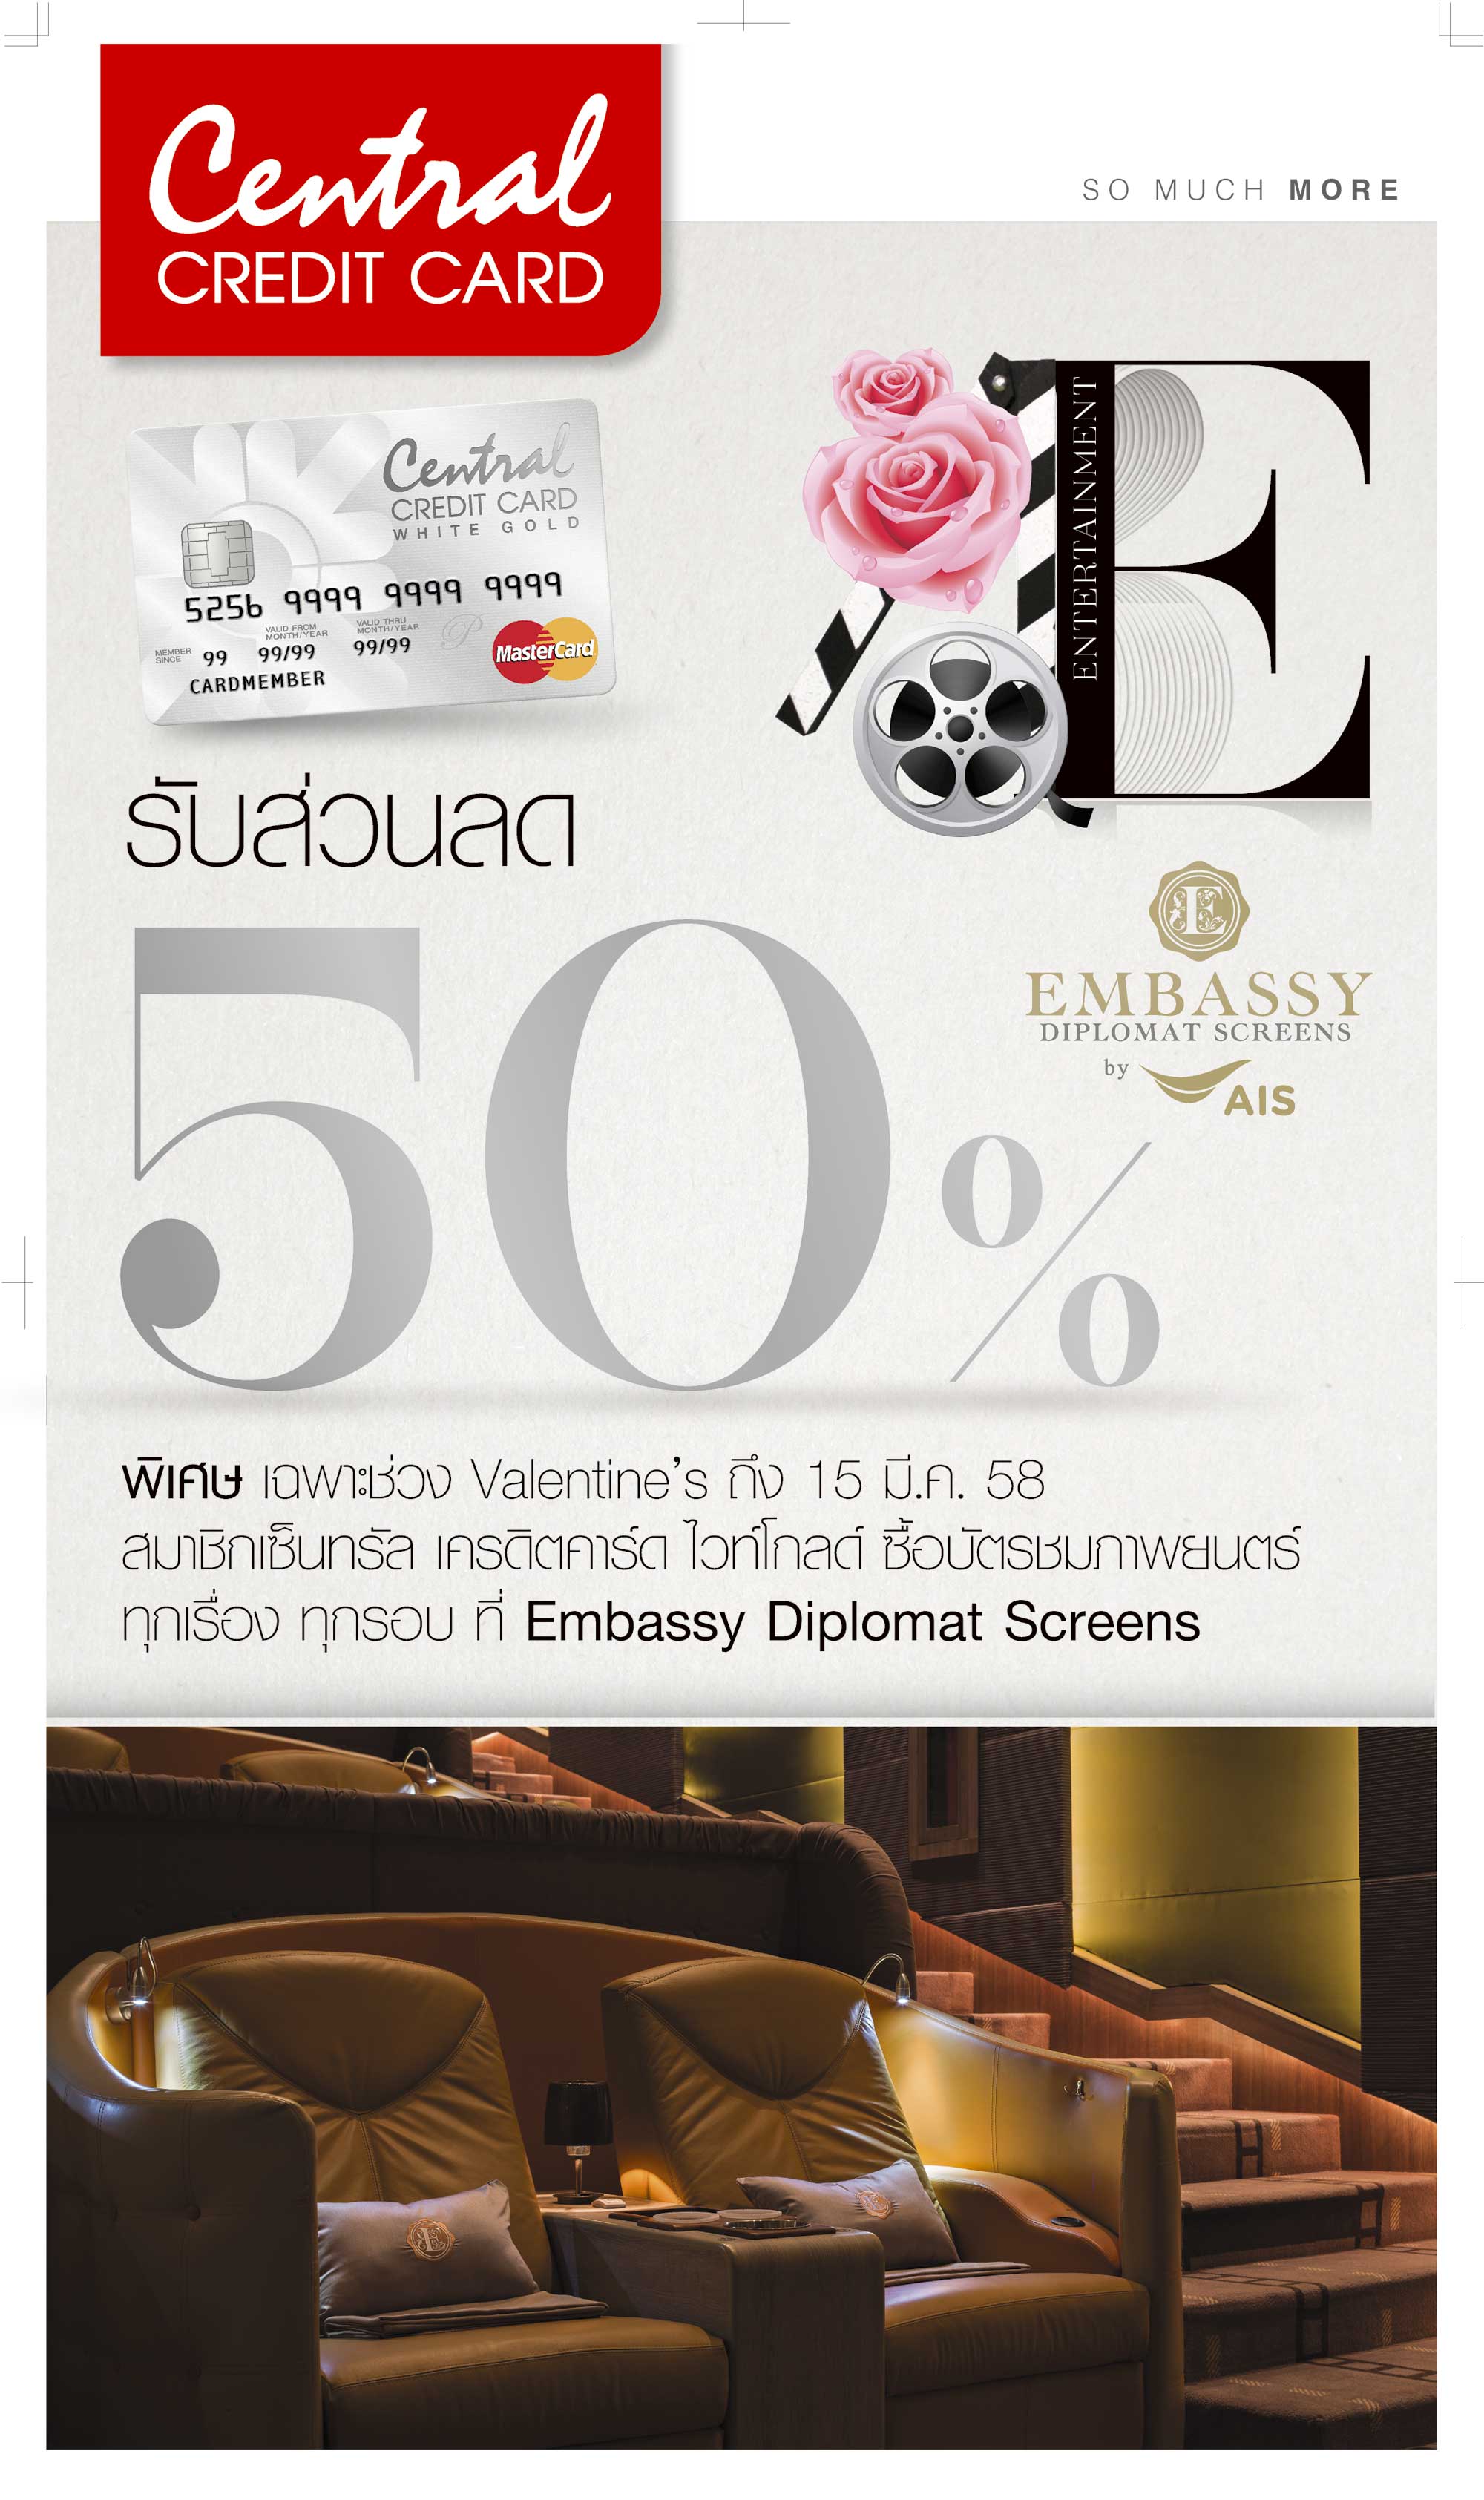 Central
CREDIT CARD
SO MUCH MORE
Central
CREDIT CARD
WHITE GOLD
5256 9999 9999 9999
VALID FROM MONTH/YEAR
VALID THRU MONTH/YEAR
MEMBER SINCE 99 99/99 99/99
CARDMEMBER
MasterCard
ENTERTAINMENT
E
รับส่วนลด
50%
E
EMBASSY
DIPLOMAT SCREENS
by AIS
พิเศษ เฉพาะช่วง Valentine's ถึง 15 มี.ค. 58
สมาชิกเซ็นทรัล เครดิตคาร์ด ไวท์โกลด์ ซื้อบัตรชมภาพยนตร์
ทุกเรื่อง ทุกรอบ ที่ Embassy Diplomat Screens
E
E